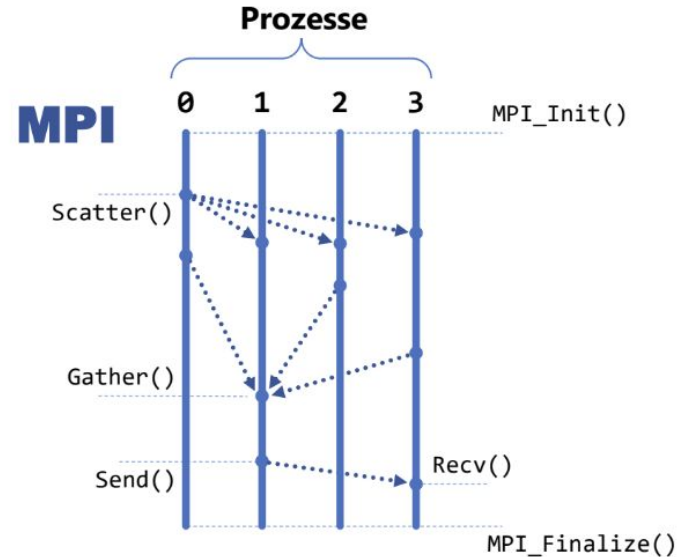 Prozesse
0 1 2 3
MPI
MPI_Init()
Scatter()
Gather()
Recv()
Send()
MPI_Finalize()